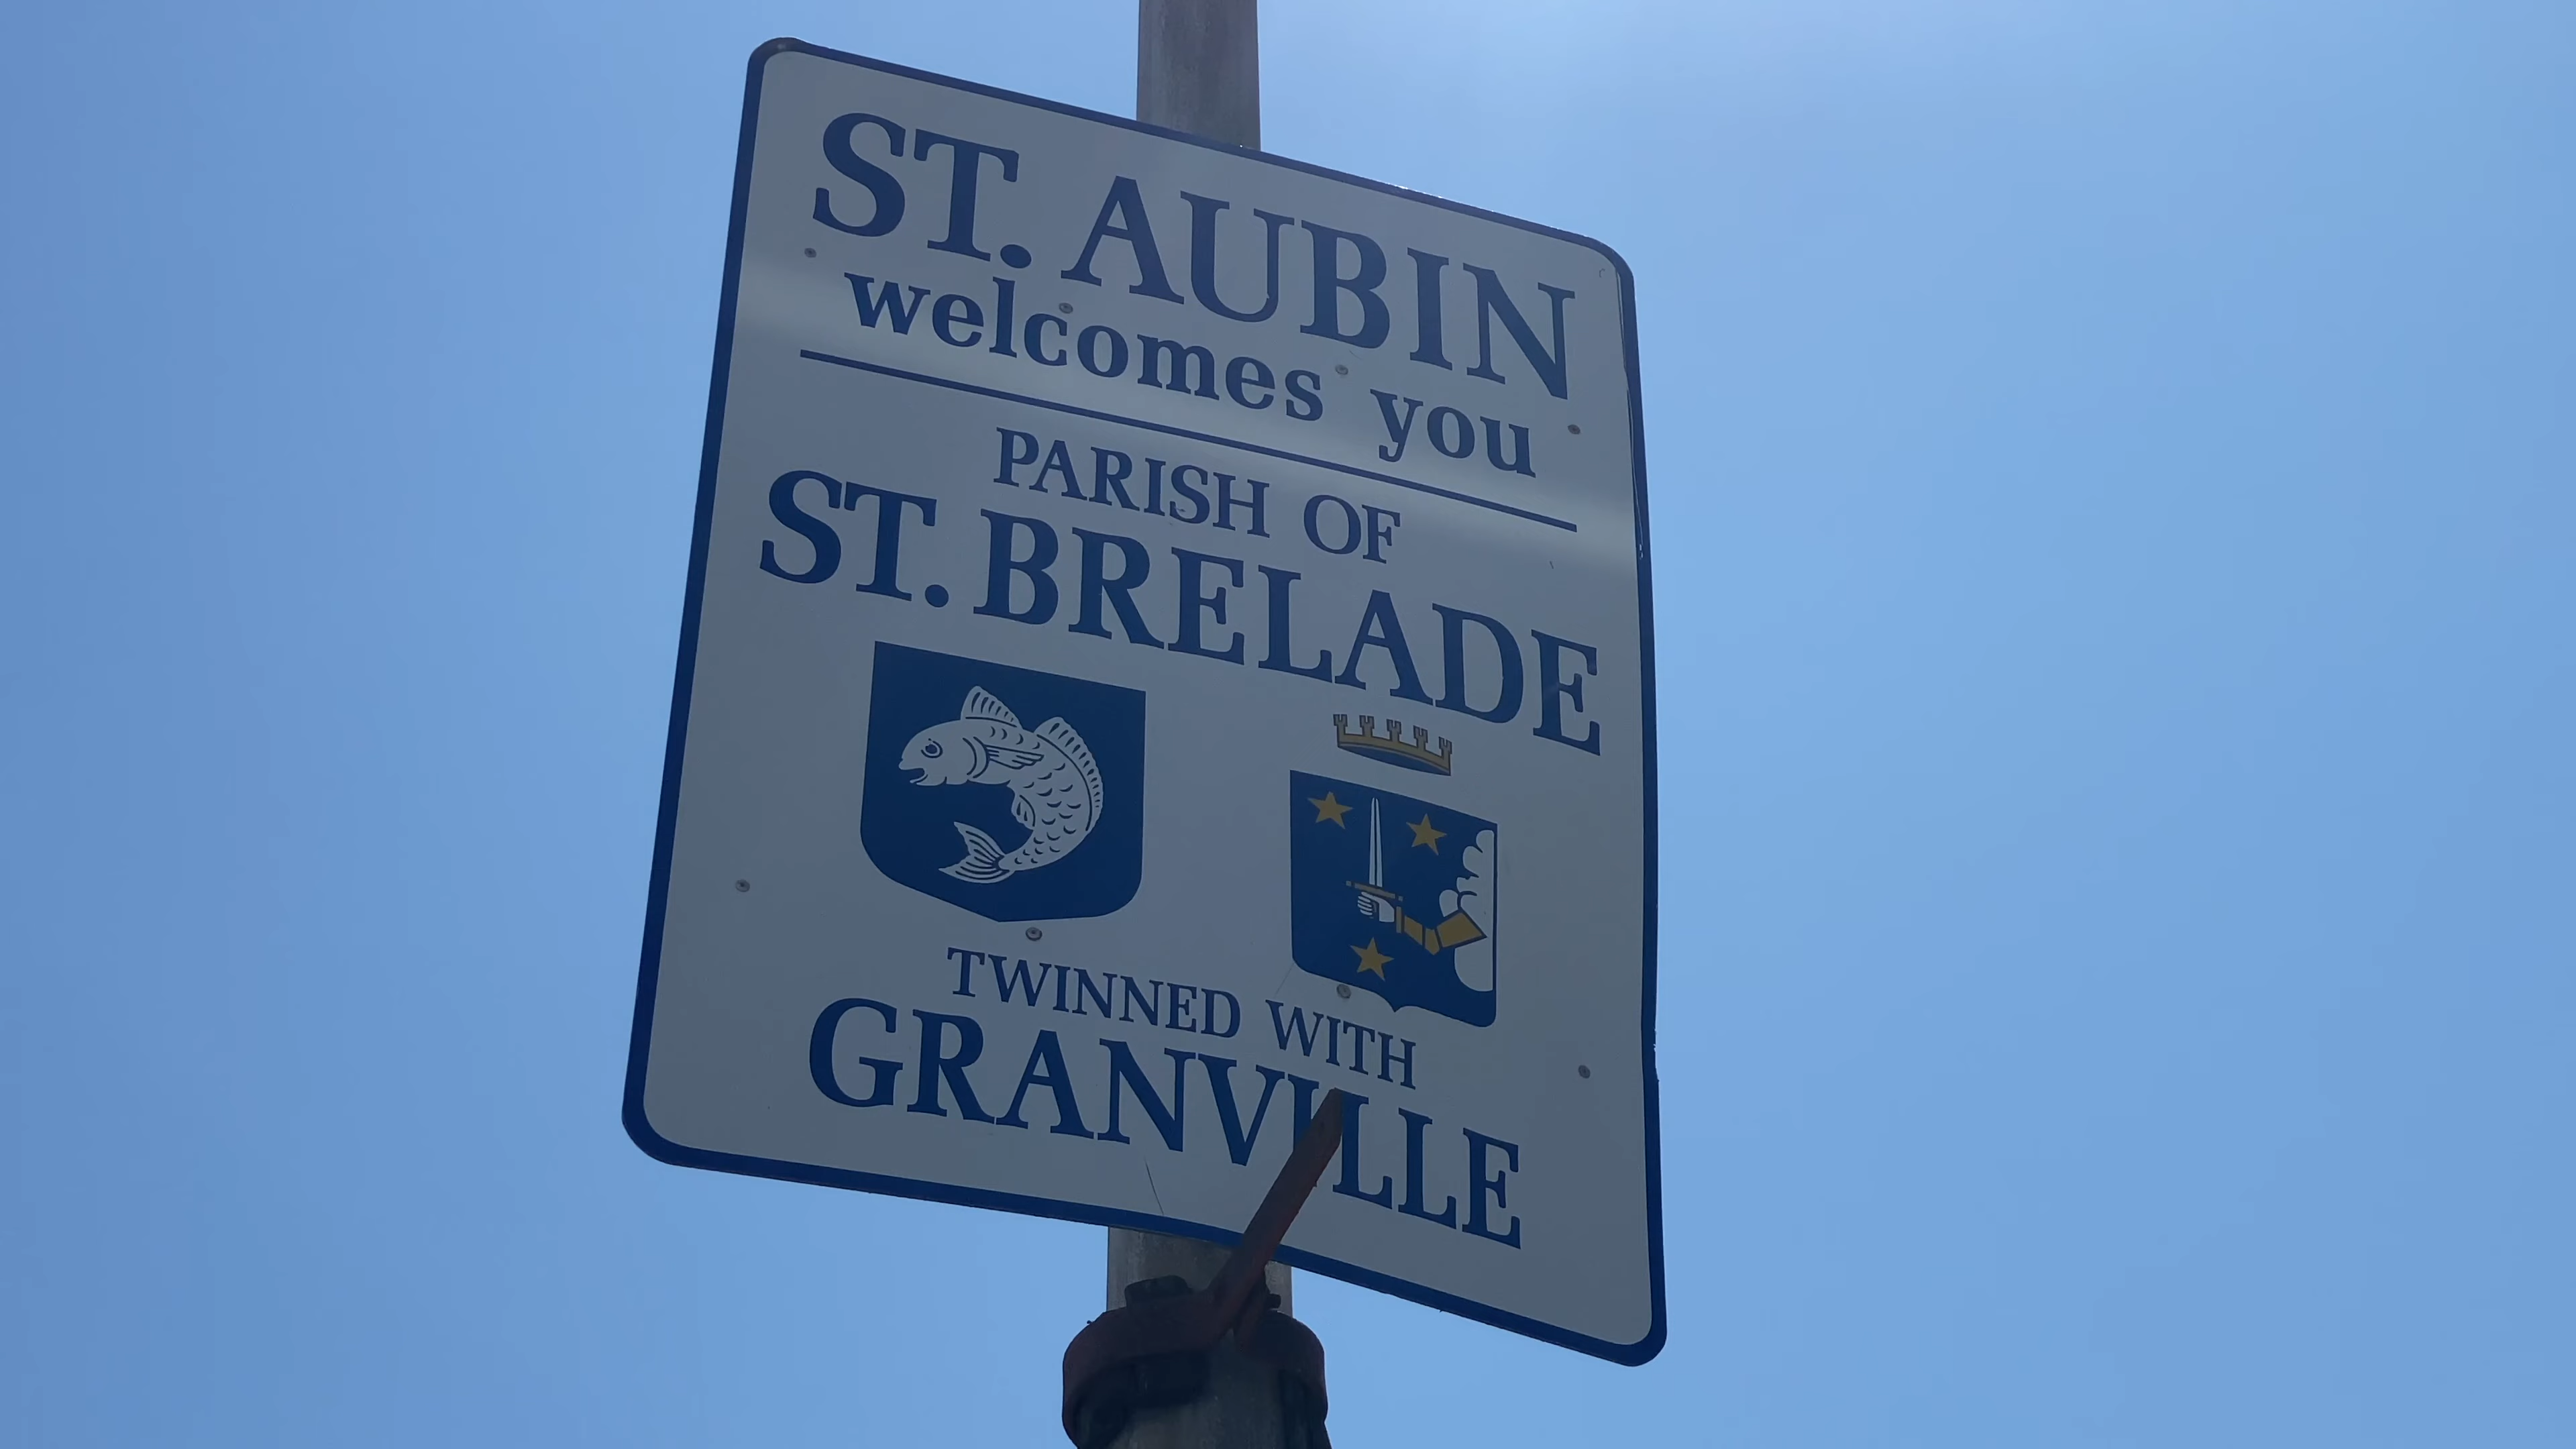 ST. AUBIN
welcomes you
PARISH OF
ST. BRELADE
TWINNED WITH
GRANVILLE